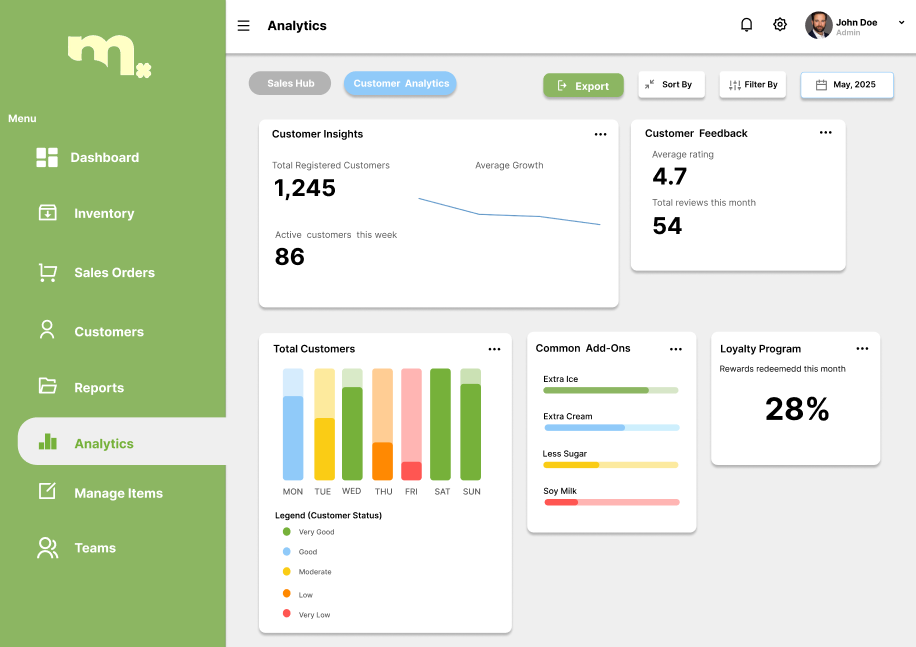 m
Menu
Dashboard
Inventory
Sales Orders
Customers
Reports
Analytics
Manage Items
Teams
Analytics
John Doe
Admin
Sales Hub
Customer Analytics
Export
Sort By
Filter By
May, 2025
Customer Insights
Total Registered Customers
1,245
Average Growth
Active customers this week
86
Customer Feedback
Average rating
4.7
Total reviews this month
54
Total Customers
MON TUE WED THU FRI SAT SUN
Legend (Customer Status)
Very Good
Good
Moderate
Low
Very Low
Common Add-Ons
Extra Ice
Extra Cream
Less Sugar
Soy Milk
Loyalty Program
Rewards redeemedd this month
28%